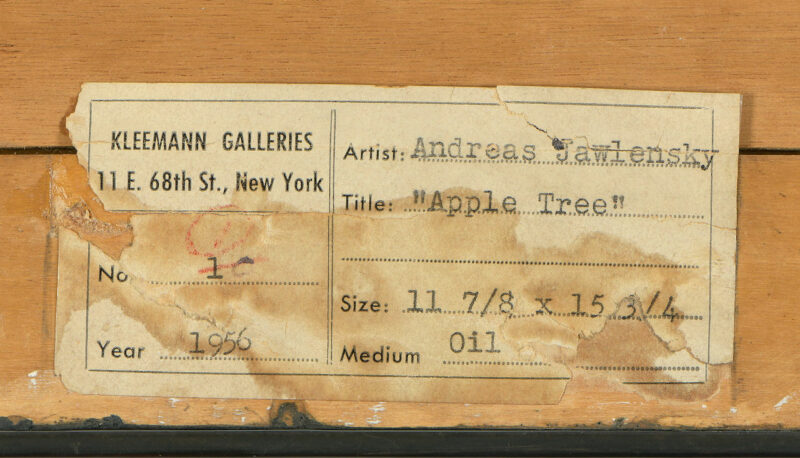 KLEEMANN GALLERIES
11 E. 68th St., New York
No 1
Year 1956
Artist: Andreas Jawlensky
Title: "Apple Tree"
Size: 11 7/8 x 15 3/4
Medium Oil